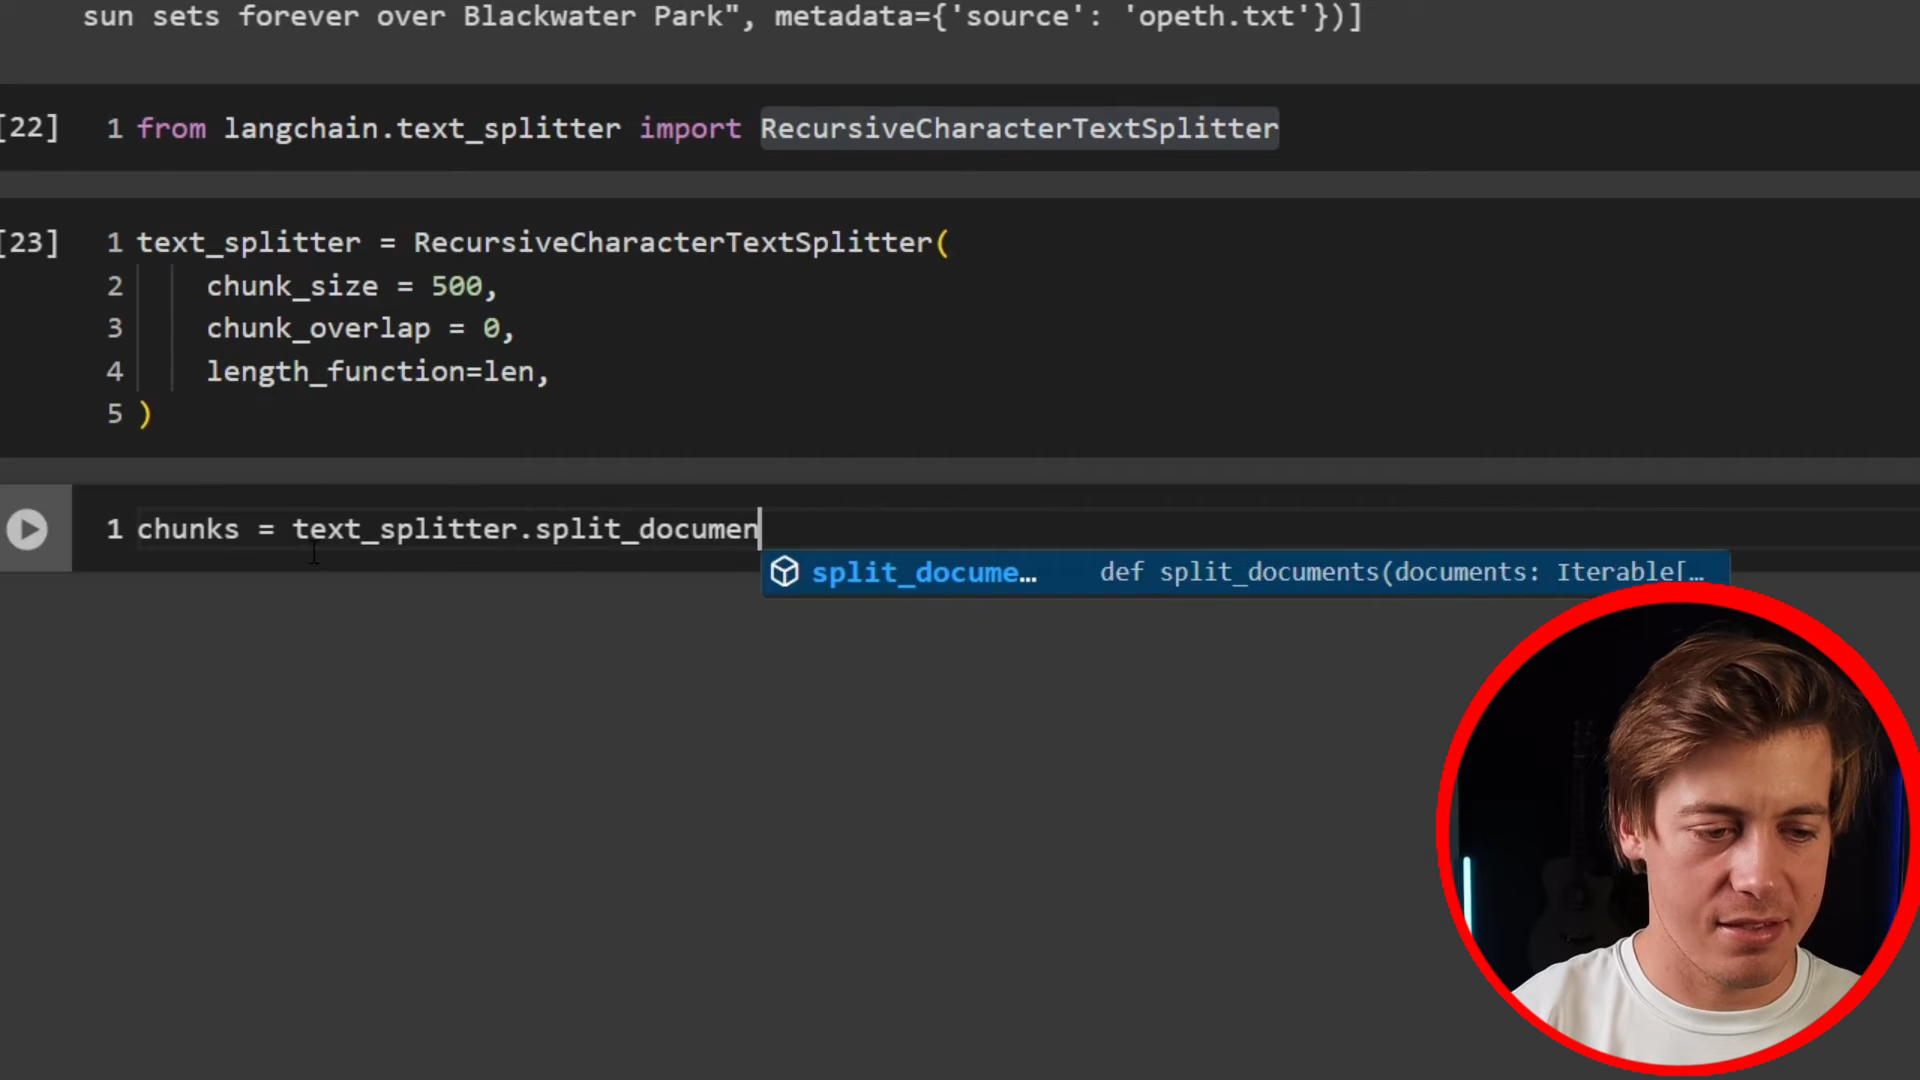 sun sets forever over Blackwater Park", metadata={'source': 'opeth.txt'})]
[22] 1 from langchain.text_splitter import RecursiveCharacterTextSplitter
[23] 1 text_splitter = RecursiveCharacterTextSplitter(
2 chunk_size = 500,
3 chunk_overlap = 0,
4 length_function=len,
5 )
1 chunks = text_splitter.split_documen
split_docume… def split_documents(documents: Iterable[…